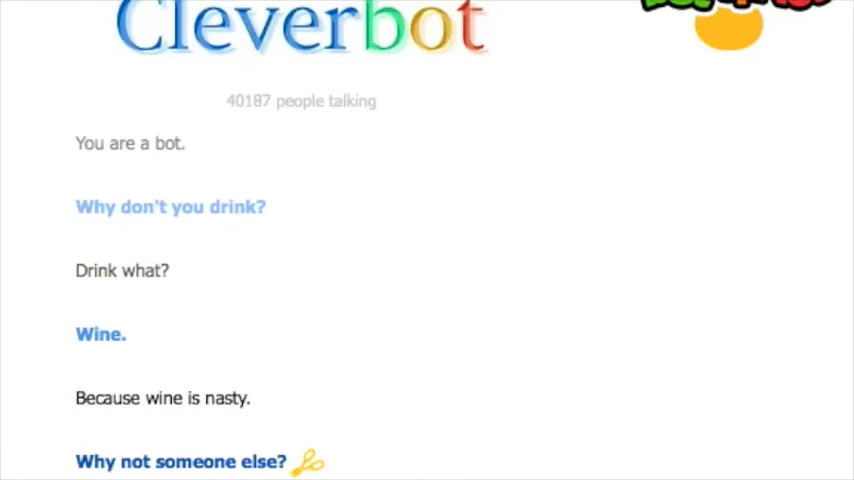 Cleverbot
40187 people talking
You are a bot.
Why don't you drink?
Drink what?
Wine.
Because wine is nasty.
Why not someone else?